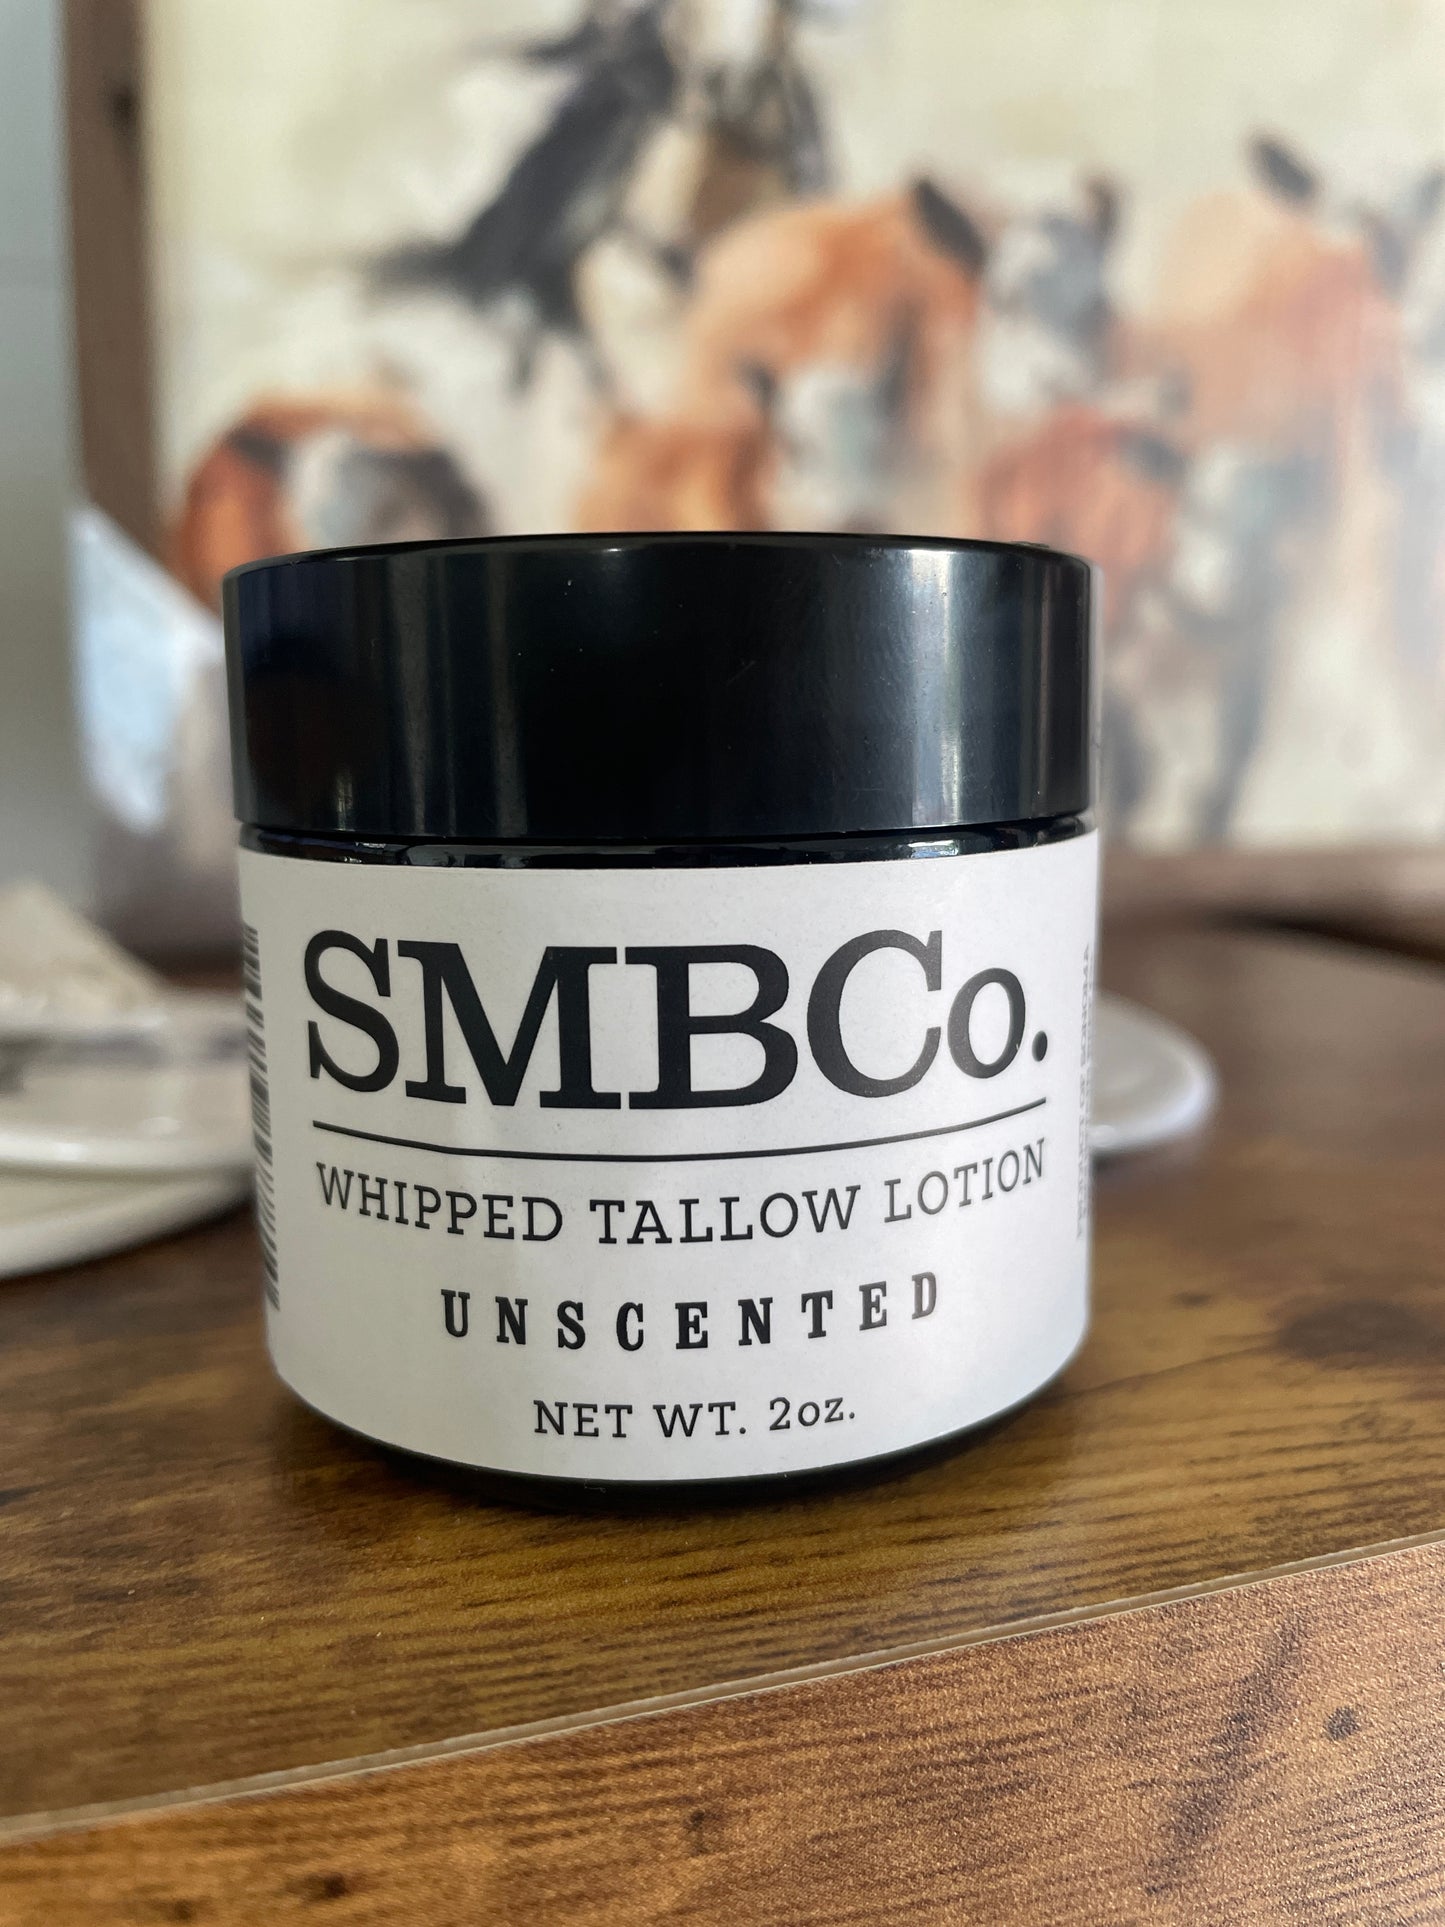 SMBCo.
WHIPPED TALLOW LOTION
UNSCENTED
NET WT. 2oz.